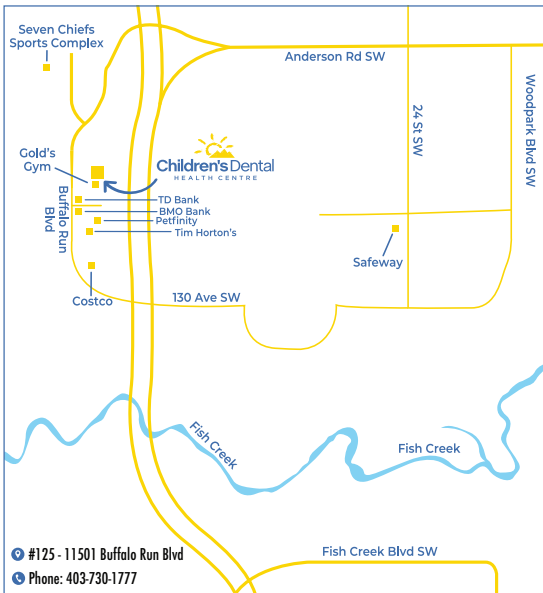 Seven Chiefs
Sports Complex
Anderson Rd SW
24 St SW
Woodpark Blvd SW
Gold's
Gym
Children's Dental
HEALTH CENTRE
Buffalo Run
Blvd
TD Bank
BMO Bank
Petfinity
Tim Horton's
Safeway
Costco
130 Ave SW
Fish Creek
Fish Creek
#125 - 11501 Buffalo Run Blvd
Fish Creek Blvd SW
Phone: 403-730-1777